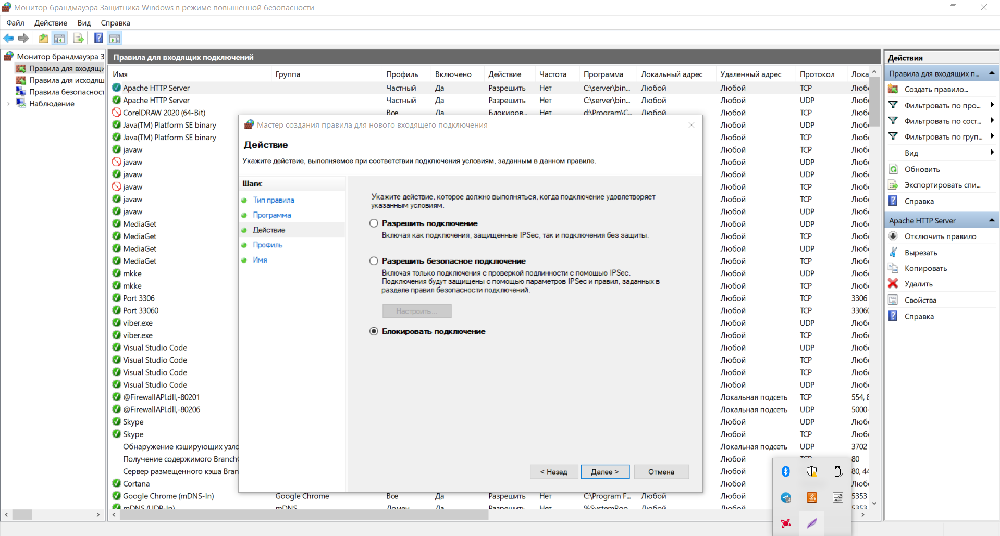 Монитор брандмауэра Защитника Windows в режиме повышенной безопасности
Файл Действие Вид Справка
Монитор брандмауэра З
Правила для входящи
Правила для исходящ
Правила безопасност
Наблюдение
Правила для входящих подключений
Имя Группа Профиль Включено Действие Частота Программа Локальный адрес Удаленный адрес Протокол Лока
Apache HTTP Server Частный Да Разрешить Нет C:\server\bin... Любой Любой TCP Любо
Apache HTTP Server Частный Да Разрешить Нет C:\server\bin... Любой Любой UDP Любо
CorelDRAW 2020 (64-Bit) Все Да Блокиров... Нет d:\Program\C... Любой Любой TCP Любо
Java(TM) Platform SE binary Любой UDP Любо
Java(TM) Platform SE binary Любой TCP Любо
javaw Любой TCP Любо
javaw Любой UDP Любо
javaw Любой UDP Любо
javaw Любой TCP Любо
javaw Любой TCP Любо
javaw Любой UDP Любо
MediaGet Любой UDP Любо
MediaGet Любой TCP Любо
MediaGet Любой UDP Любо
MediaGet Любой TCP Любо
mkke Любой UDP Любо
mkke Любой TCP Любо
Port 3306 Любой TCP 3306
Port 33060 Любой TCP 33060
viber.exe Любой UDP Любо
viber.exe Любой TCP Любо
Visual Studio Code Любой UDP Любо
Visual Studio Code Любой TCP Любо
Visual Studio Code Любой TCP Любо
Visual Studio Code Любой UDP Любо
@FirewallAPI.dll,-80201 Локальная подсеть TCP 554, 8
@FirewallAPI.dll,-80206 Локальная подсеть UDP 5000-
Skype Любой UDP Любо
Skype Любой TCP Любо
Обнаружение кэширующих узло Локальная подсеть UDP 3702
Получение содержимого Branch Любой TCP 80
Сервер размещенного кэша Bran Любой 80, 44
Cortana Любой Любо
Google Chrome (mDNS-In) Google Chrome Все Да Разрешить Нет C:\Program F... Любой Любой 5353
mDNS (UDP-In) mDNS Домен Да Разрешить Нет %SystemRoo Любой Любой 5353
Мастер создания правила для нового входящего подключения
Действие
Укажите действие, выполняемое при соответствии подключения условиям, заданным в данном правиле.
Шаги:
Тип правила
Программа
Действие
Профиль
Имя
Укажите действие, которое должно выполняться, когда подключение удовлетворяет
указанным условиям.
Разрешить подключение
Включая как подключения, защищенные IPSec, так и подключения без защиты.
Разрешить безопасное подключение
Включая только подключения с проверкой подлинности с помощью IPSec.
Подключения будут защищены с помощью параметров IPSec и правил, заданных в
разделе правил безопасности подключений.
Настроить...
Блокировать подключение
< Назад Далее > Отмена
Действия
Правила для входящих п...
Создать правило...
Фильтровать по про...
Фильтровать по сост...
Фильтровать по груп...
Вид
Обновить
Экспортировать спи...
Справка
Apache HTTP Server
Отключить правило
Вырезать
Копировать
Удалить
Свойства
Справка